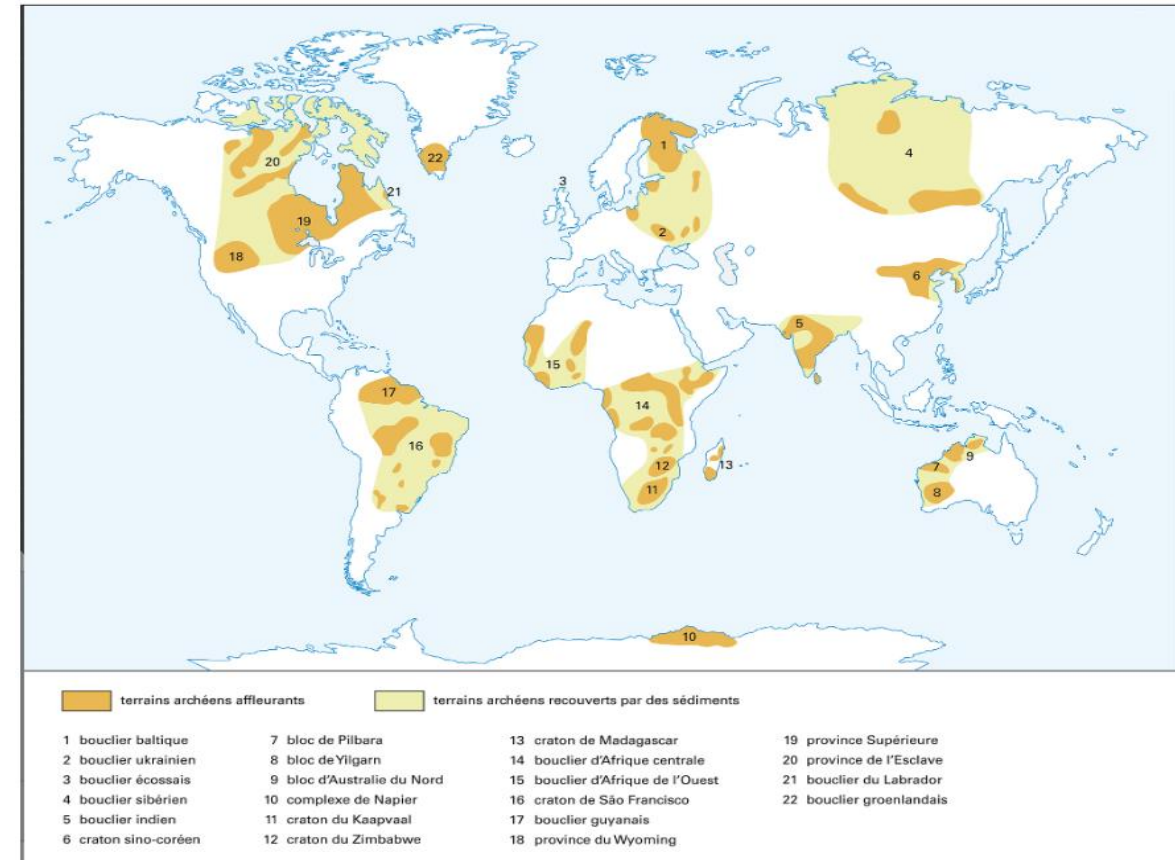 1
2
3
4
5
6
7
8
9
10
11
12
13
14
15
16
17
18
19
20
21
22
terrains archéens affleurants
terrains archéens recouverts par des sédiments
1 bouclier baltique
2 bouclier ukrainien
3 bouclier écossais
4 bouclier sibérien
5 bouclier indien
6 craton sino-coréen
7 bloc de Pilbara
8 bloc de Yilgarn
9 bloc d'Australie du Nord
10 complexe de Napier
11 craton du Kaapvaal
12 craton du Zimbabwe
13 craton de Madagascar
14 bouclier d'Afrique centrale
15 bouclier d'Afrique de l'Ouest
16 craton de São Francisco
17 bouclier guyanais
18 province du Wyoming
19 province Supérieure
20 province de l'Esclave
21 bouclier du Labrador
22 bouclier groenlandais